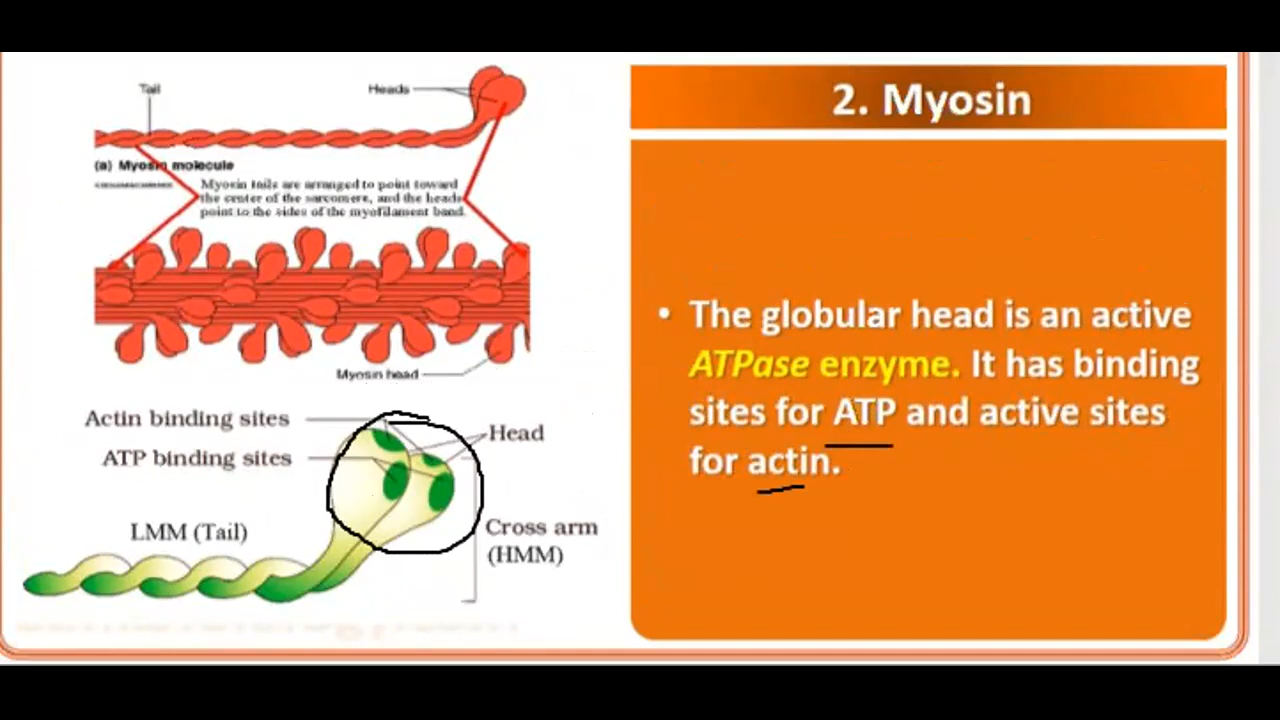 Tail
Heads
(a) Myosin molecule
Myosin tails are arranged to point toward
the center of the sarcomere, and the heads
point to the sides of the myofilament band.
Myosin head
Actin binding sites
Head
ATP binding sites
LMM (Tail)
Cross arm
(HMM)
2. Myosin
• The globular head is an active
ATPase enzyme. It has binding
sites for ATP and active sites
for actin.